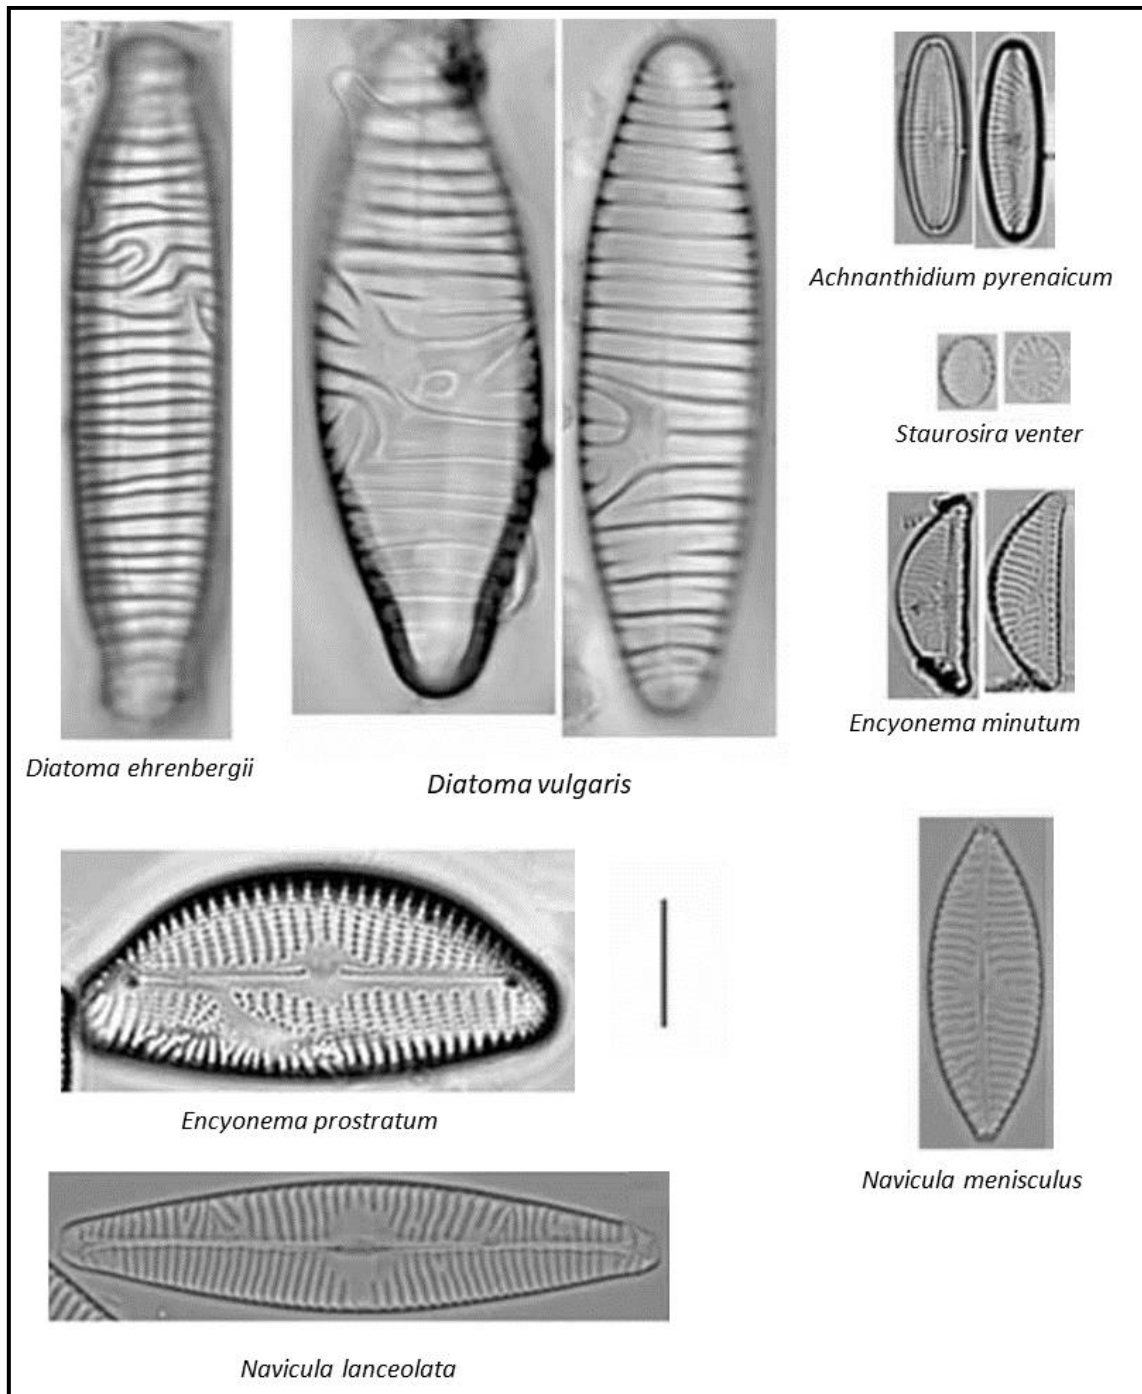 Achnanthidium pyrenaicum
Staurosira venter
Encyonema minutum
Diatoma ehrenbergii
Diatoma vulgaris
Encyonema prostratum
Navicula menisculus
Navicula lanceolata